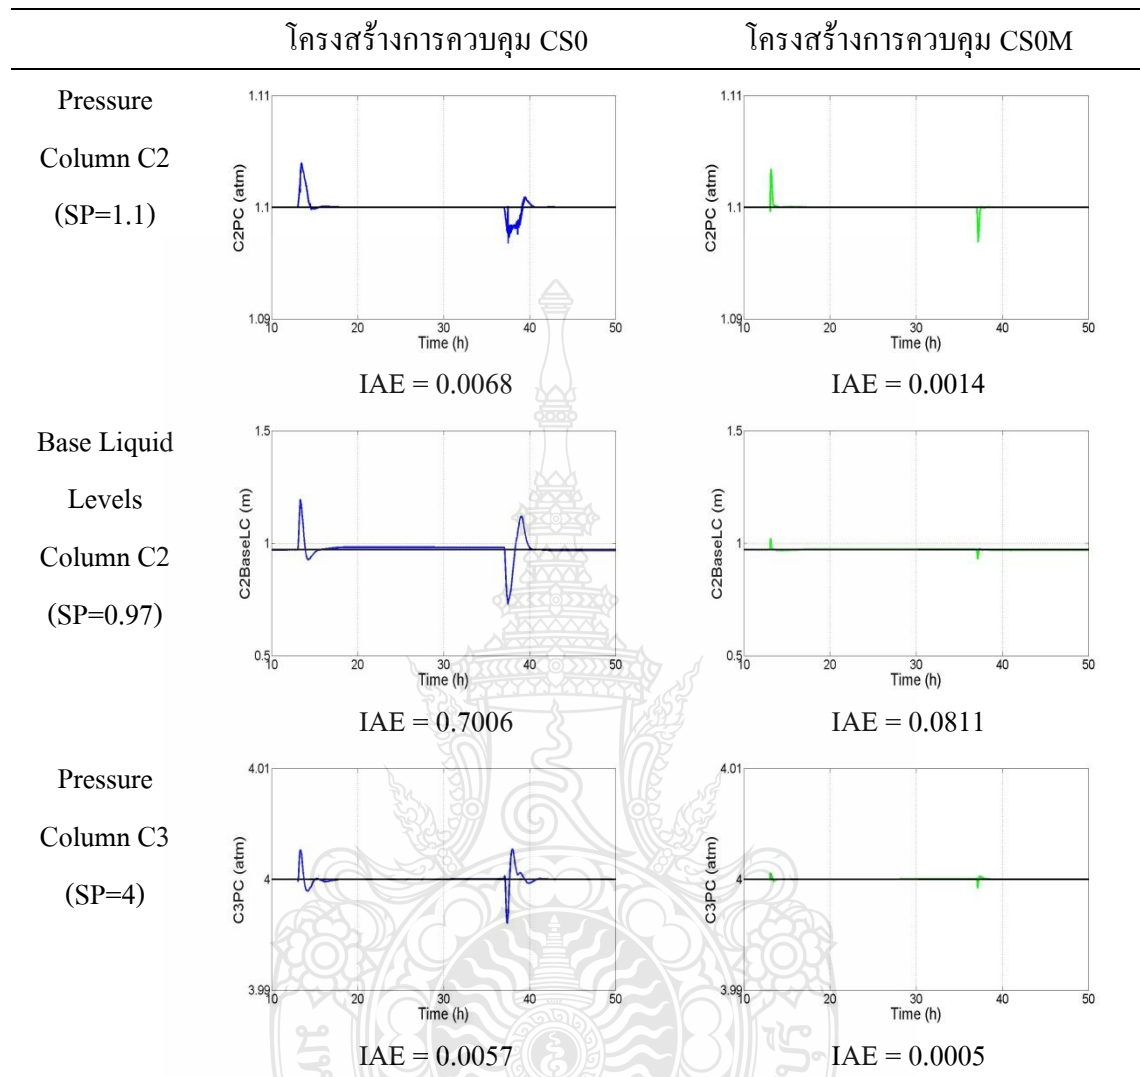 โครงสร้างการควบคุม CS0 โครงสร้างการควบคุม CS0M
Pressure
Column C2
(SP=1.1)
1.11
1.1
1.09
C2PC (atm)
10 20 30 40 50
Time (h)
IAE = 0.0068
1.11
1.1
1.09
C2PC (atm)
10 20 30 40 50
Time (h)
IAE = 0.0014
Base Liquid
Levels
Column C2
(SP=0.97)
1.5
1
0.5
C2BaseLC (m)
10 20 30 40 50
Time (h)
IAE = 0.7006
1.5
1
0.5
C2BaseLC (m)
10 20 30 40 50
Time (h)
IAE = 0.0811
Pressure
Column C3
(SP=4)
4.01
4
3.99
C3PC (atm)
10 20 30 40 50
Time (h)
IAE = 0.0057
4.01
4
3.99
C3PC (atm)
10 20 30 40 50
Time (h)
IAE = 0.0005